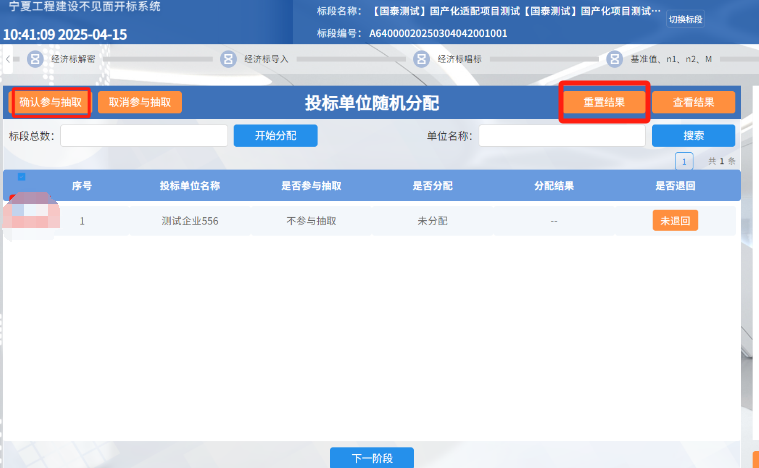 宁夏工程建设不见面开标系统
10:41:09 2025-04-15
标段名称： 【国泰测试】国产化适配项目测试【国泰测试】国产化项目测试…
标段编号： A64000020250304042001001
切换标段
经济标解密 经济标导入 经济标唱标 基准值、n1、n2、M
确认参与抽取 取消参与抽取 投标单位随机分配 重置结果 查看结果
标段总数： 开始分配 单位名称： 搜索
1 共 1 条
序号 投标单位名称 是否参与抽取 是否分配 分配结果 是否退回
1 测试企业556 不参与抽取 未分配 -- 未退回
下一阶段